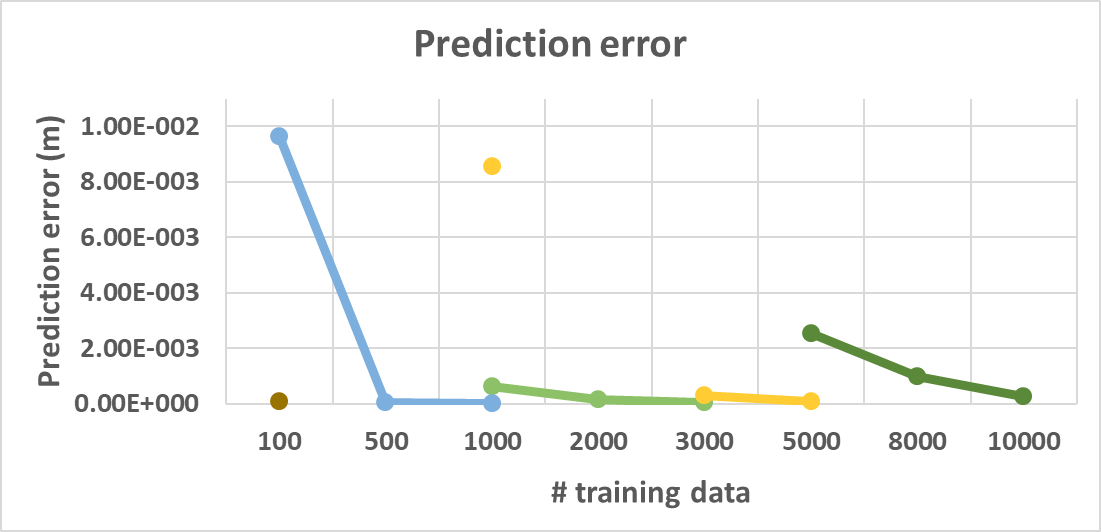 Prediction error
Prediction error (m)
1.00E-002
8.00E-003
6.00E-003
4.00E-003
2.00E-003
0.00E+000
100 500 1000 2000 3000 5000 8000 10000
# training data